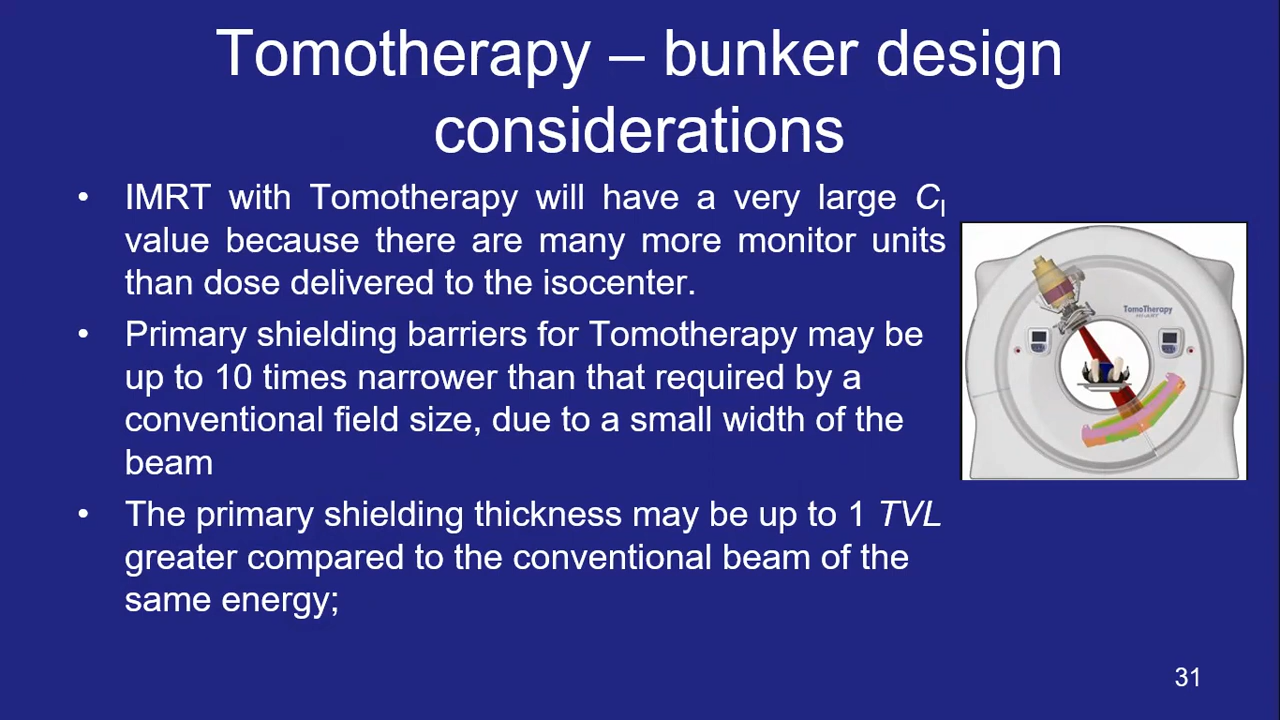 Tomotherapy – bunker design
considerations
• IMRT with Tomotherapy will have a very large CI
value because there are many more monitor units
than dose delivered to the isocenter.
• Primary shielding barriers for Tomotherapy may be
up to 10 times narrower than that required by a
conventional field size, due to a small width of the
beam
• The primary shielding thickness may be up to 1 TVL
greater compared to the conventional beam of the
same energy;
TomoTherapy
31